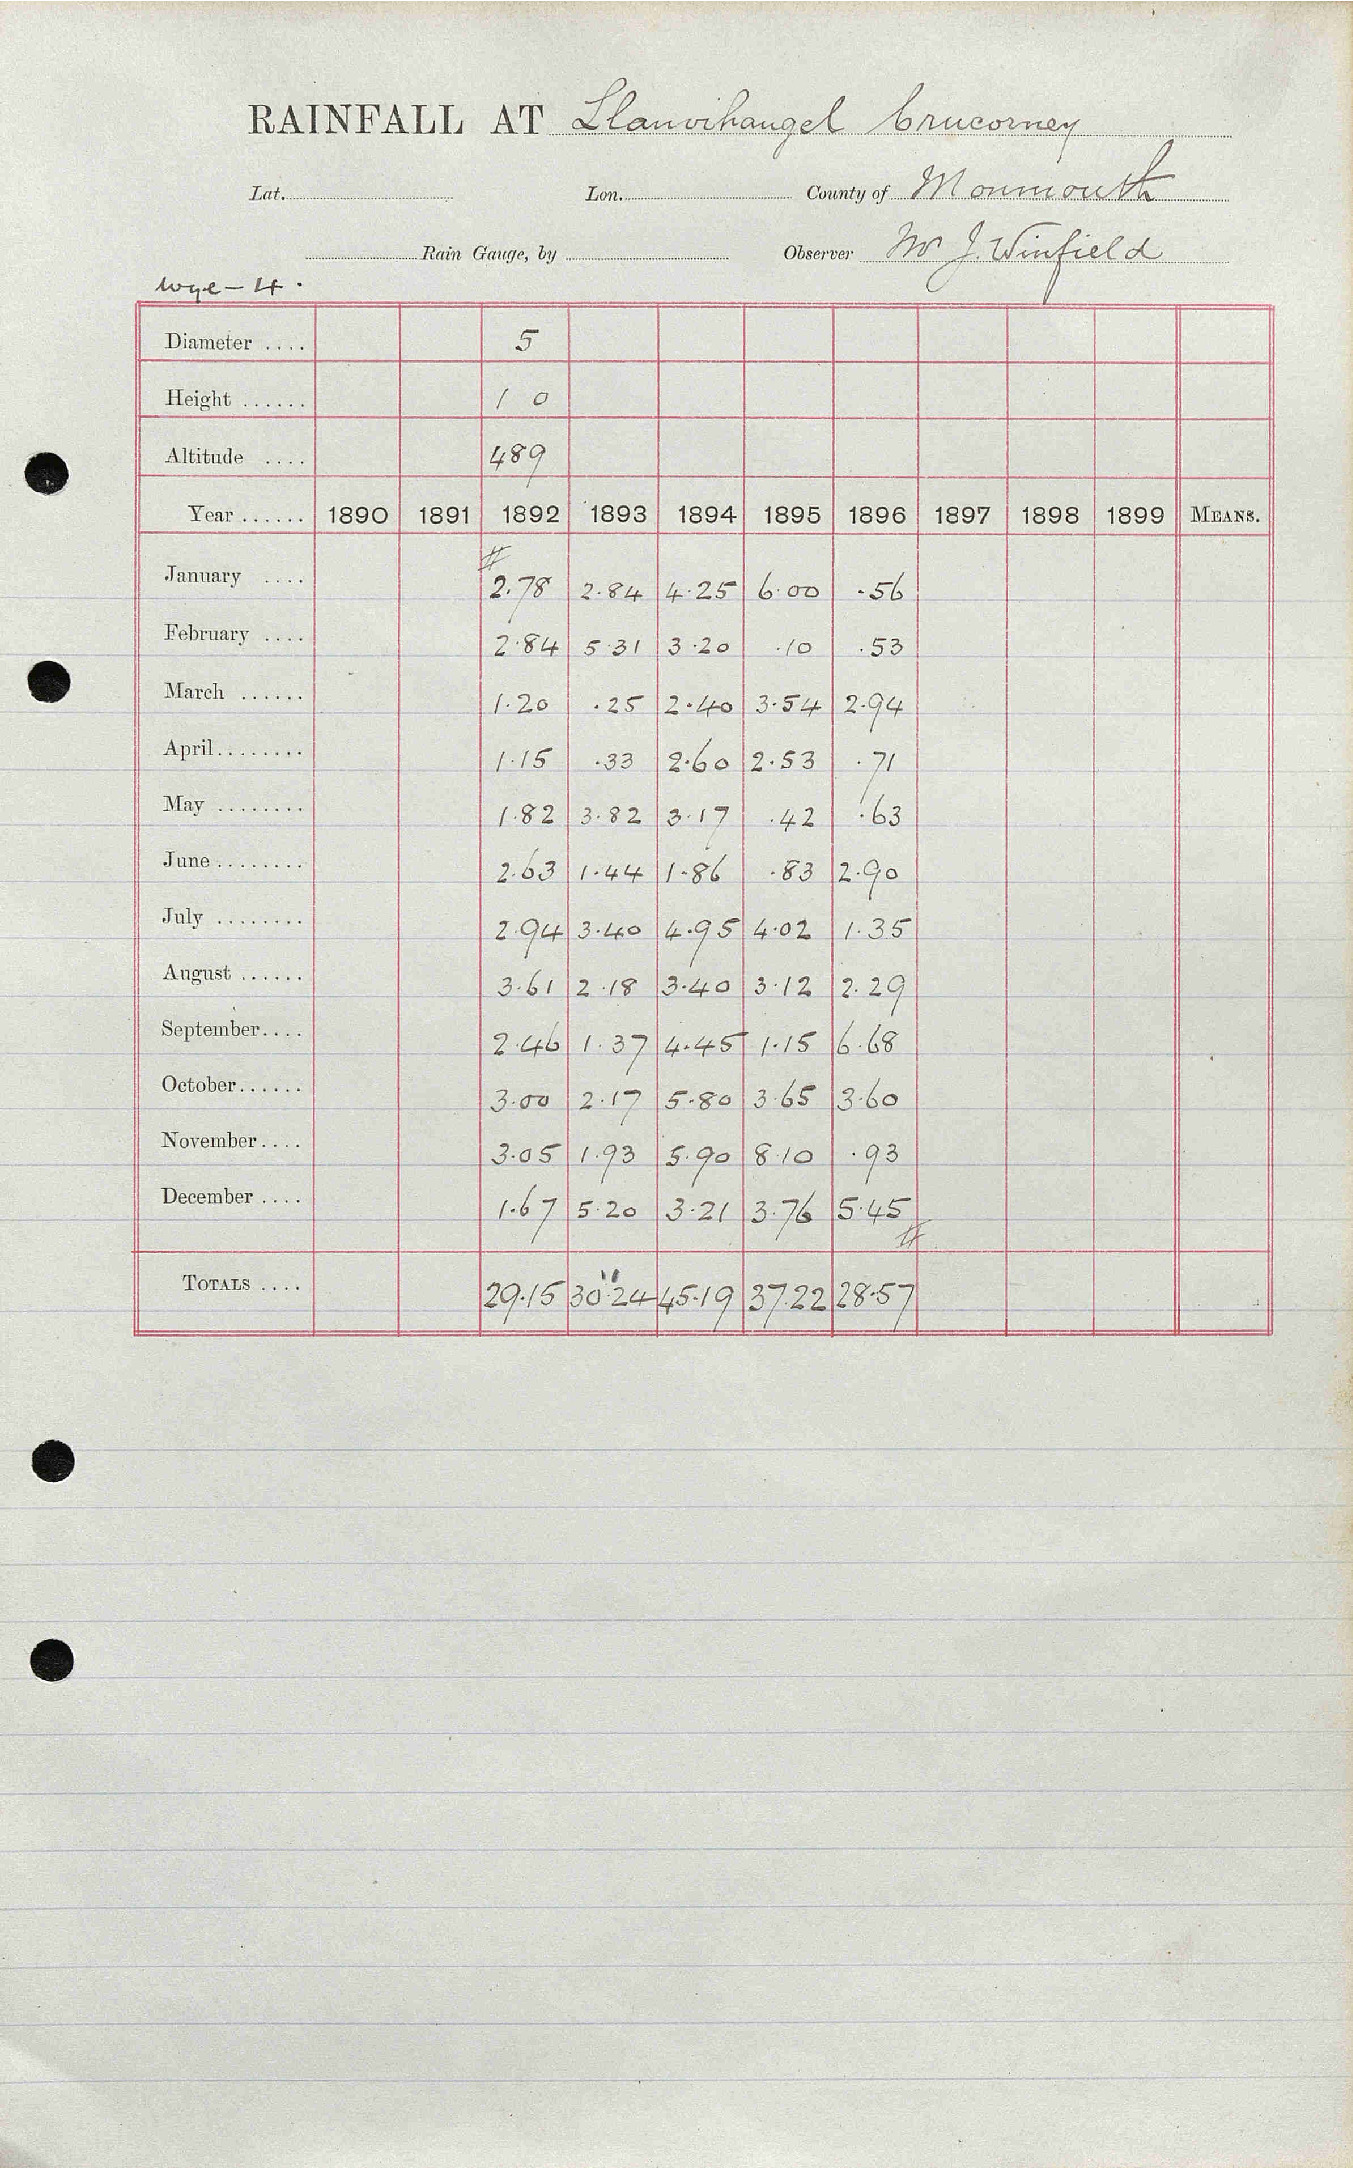 RAINFALL AT Llanvihangel Crucorney
Lat. Lon. County of Monmouth
Rain Gauge, by Observer Mr J. Winfield
Wye - 4.
Diameter .... 5
Height ...... 1 0
Altitude .... 489
Year ...... 1890 1891 1892 1893 1894 1895 1896 1897 1898 1899 MEANS.
#
January .... 2.78 2.84 4.25 6.00 .56
February .... 2.84 5.31 3.20 .10 .53
March ...... 1.20 .25 2.40 3.54 2.94
April ........ 1.15 .33 2.60 2.53 .71
May ........ 1.82 3.82 3.17 .42 .63
June ........ 2.63 1.44 1.86 .83 2.90
July ........ 2.94 3.40 4.95 4.02 1.35
August ...... 3.61 2.18 3.40 3.12 2.29
September .... 2.46 1.37 4.45 1.15 6.68
October ...... 3.00 2.17 5.80 3.65 3.60
November .... 3.05 1.93 5.90 8.10 .93
December .... 1.67 5.20 3.21 3.76 5.45
#
TOTALS .... 29.15 30.24 45.19 37.22 28.57